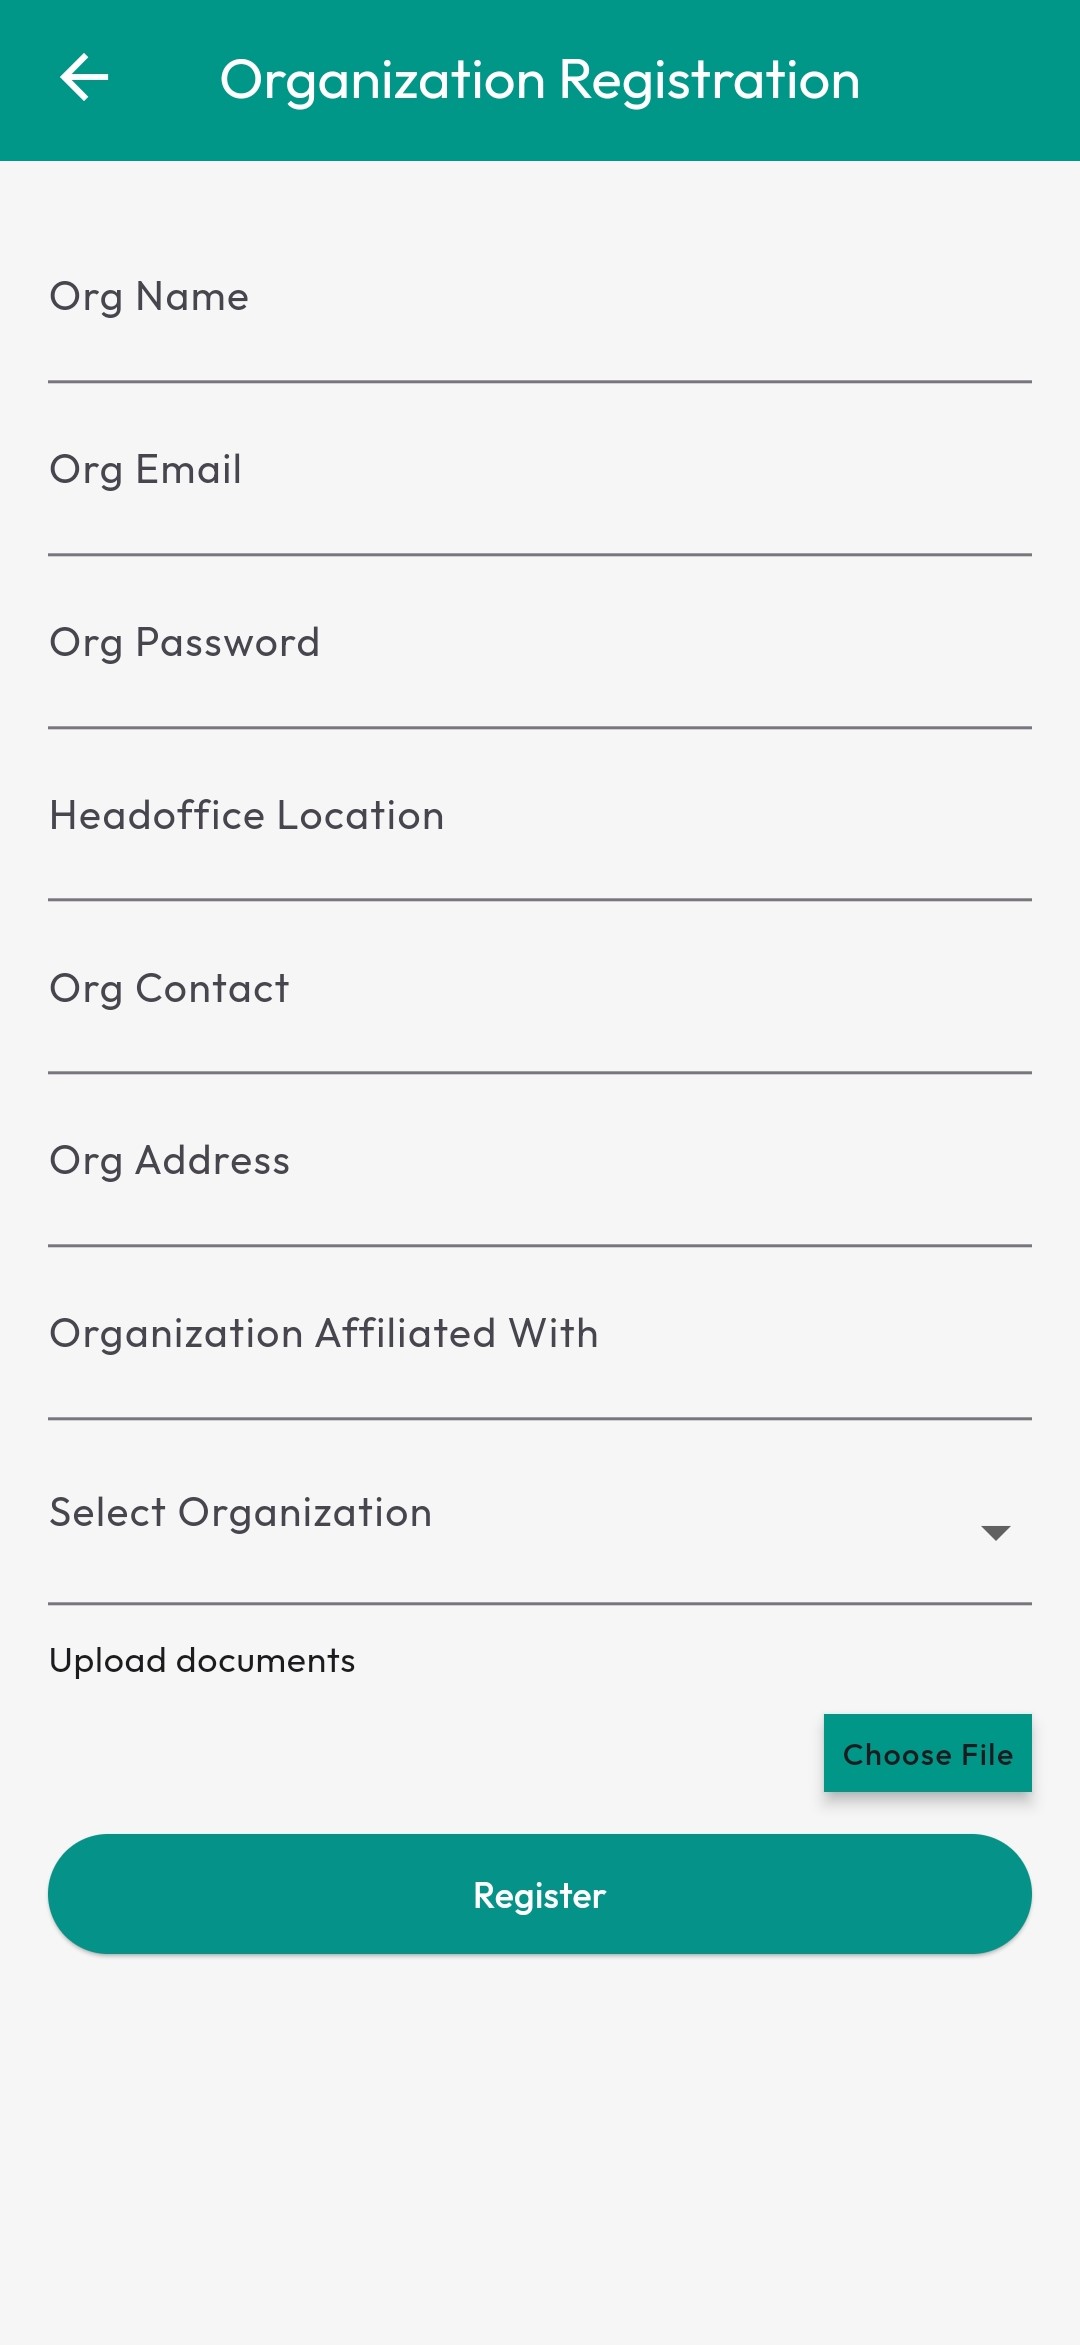 Organization Registration
Org Name
Org Email
Org Password
Headoffice Location
Org Contact
Org Address
Organization Affiliated With
Select Organization
Upload documents
Choose File
Register